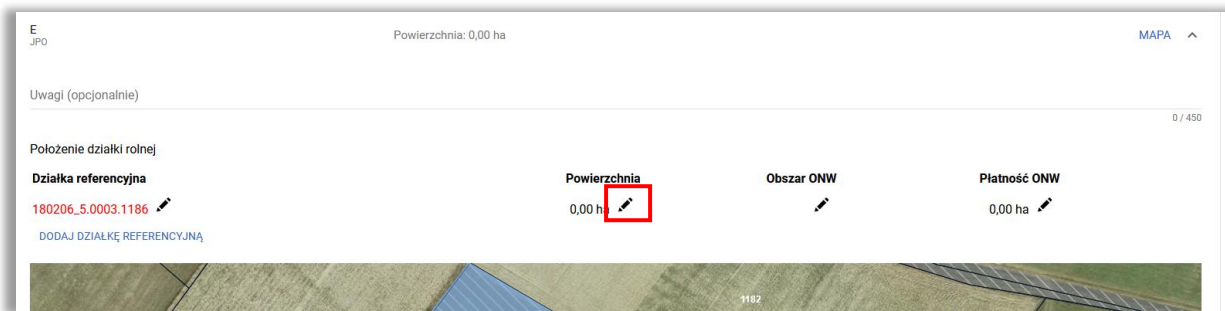 E
JPO
Powierzchnia: 0,00 ha
MAPA
Uwagi (opcjonalnie)
0 / 450
Położenie działki rolnej
Działka referencyjna Powierzchnia Obszar ONW Płatność ONW
180206_5.0003.1186 0,00 ha 0,00 ha
DODAJ DZIAŁKĘ REFERENCYJNĄ
1182